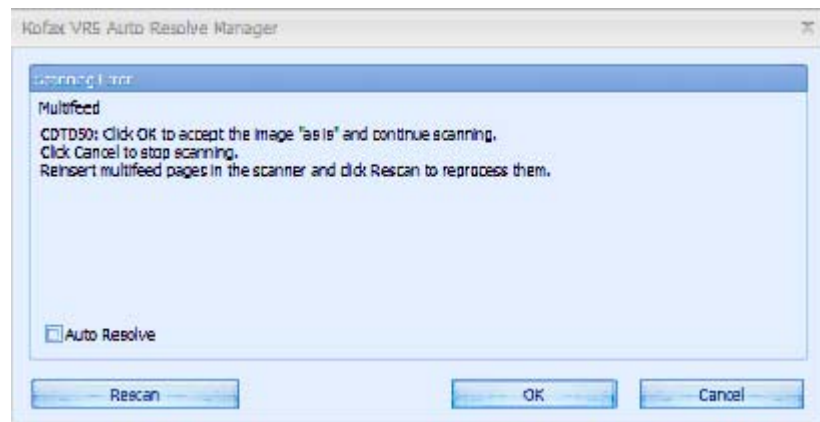 Kofax VRS Auto Resolve Manager
Scanning Error
Multifeed
CDTD50: Click OK to accept the image "as is" and continue scanning.
Click Cancel to stop scanning.
Reinsert multifeed pages in the scanner and click Rescan to reprocess them.
Auto Resolve
Rescan OK Cancel